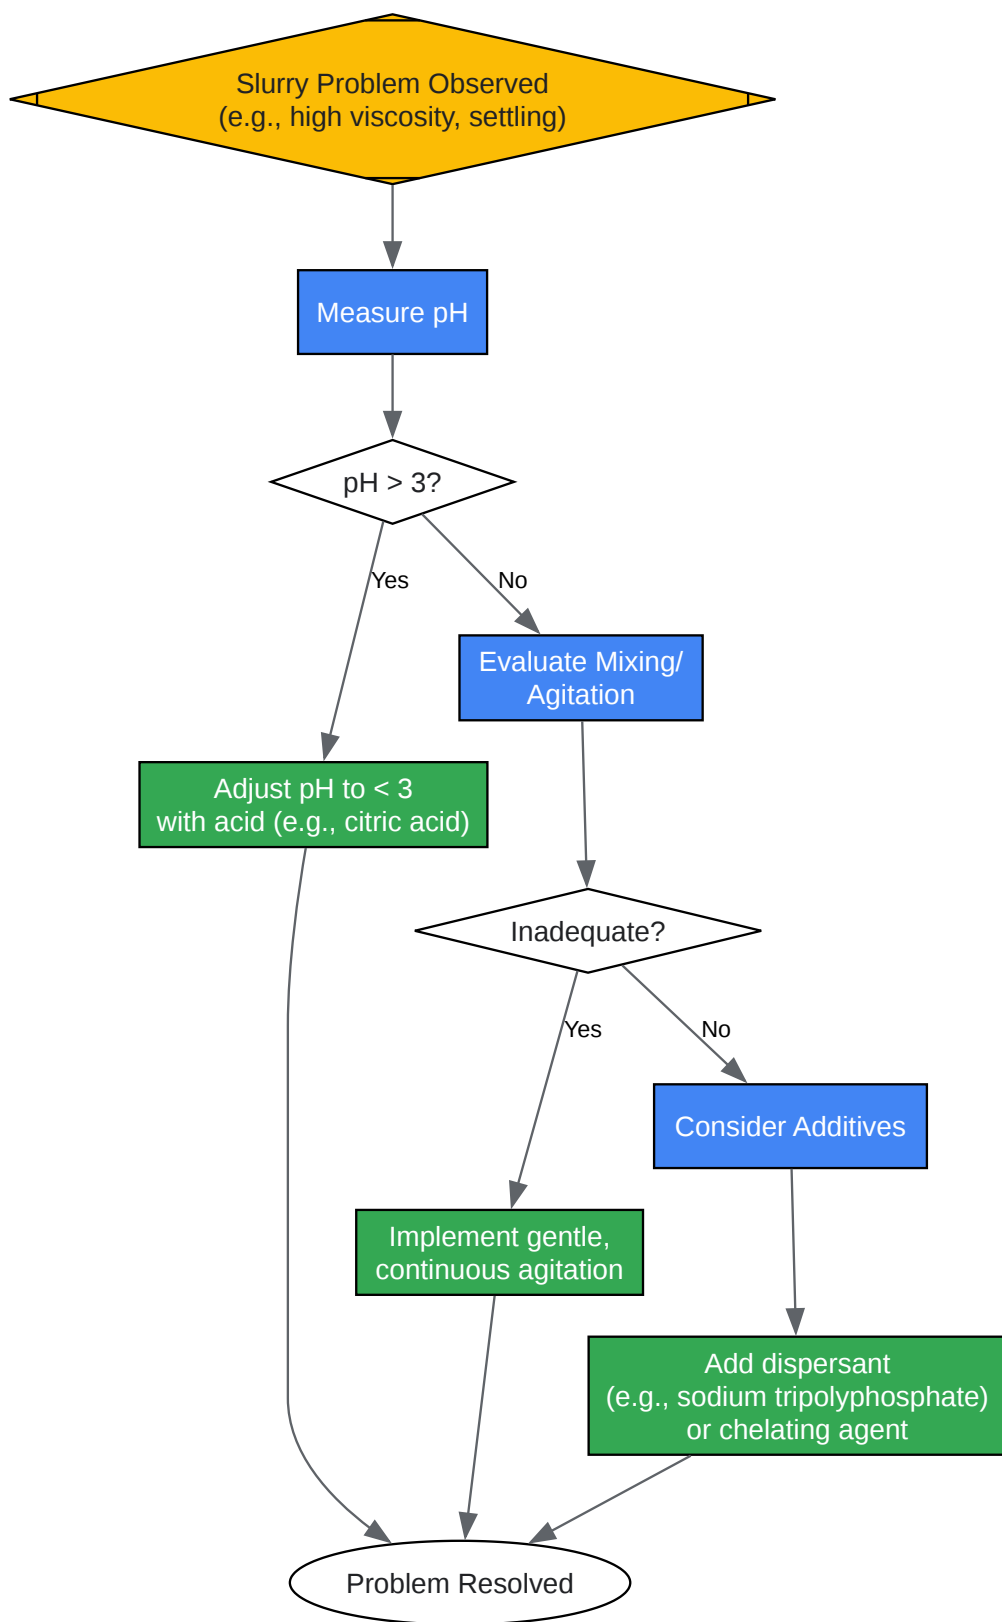 Slurry Problem Observed
(e.g., high viscosity, settling)
Measure pH
pH > 3?
Yes
No
Evaluate Mixing/
Agitation
Adjust pH to < 3
with acid (e.g., citric acid)
Inadequate?
Yes
No
Consider Additives
Implement gentle,
continuous agitation
Add dispersant
(e.g., sodium tripolyphosphate)
or chelating agent
Problem Resolved